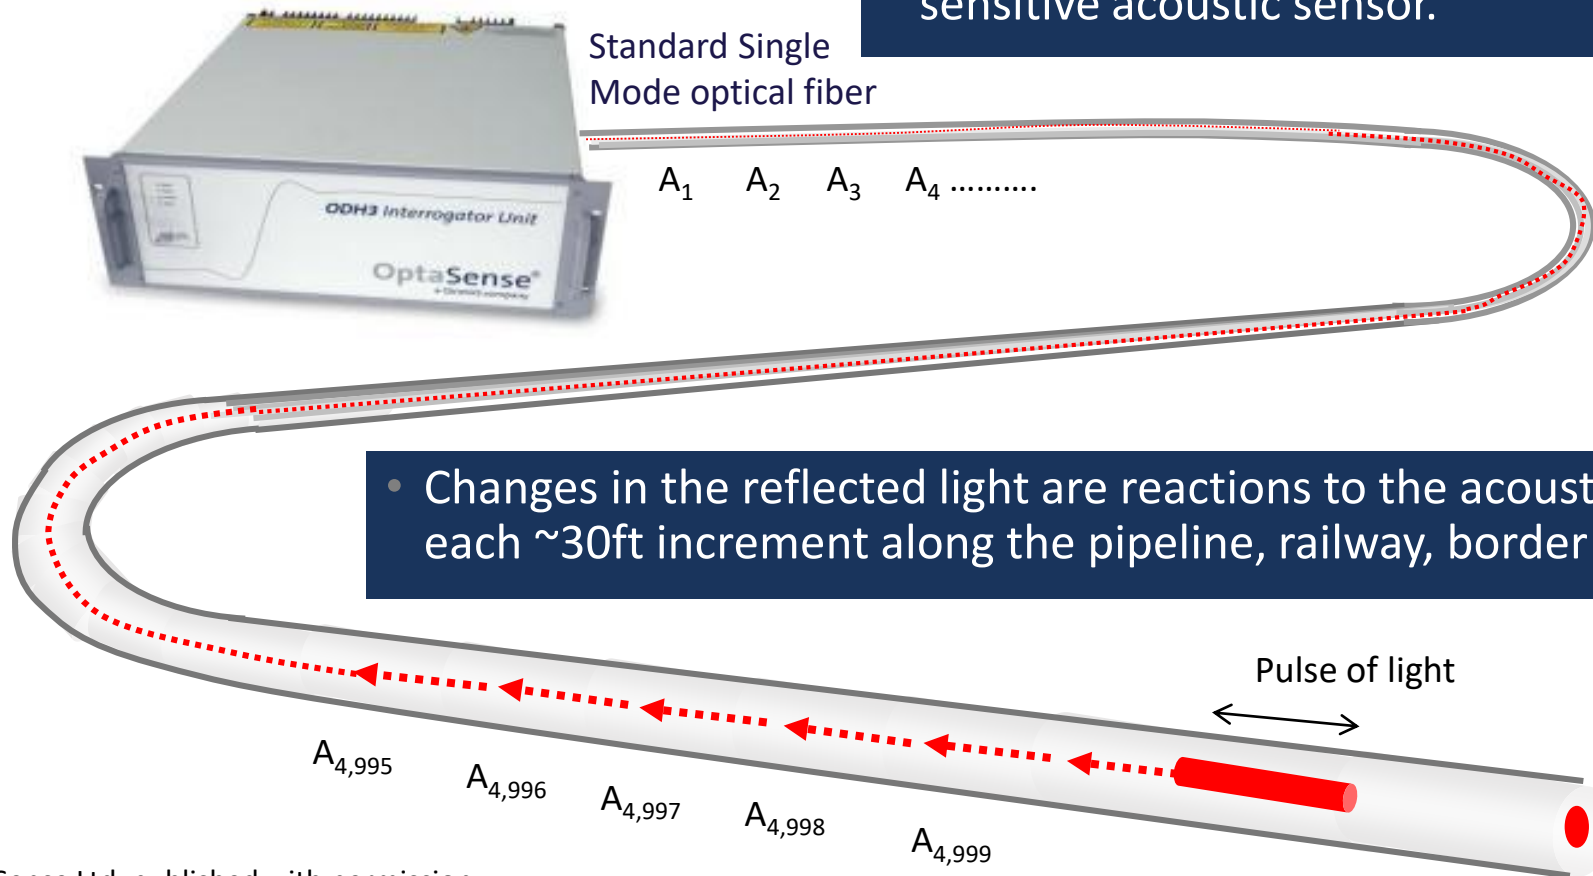 sensitive acoustic sensor.
Standard Single
Mode optical fiber
A1 A2 A3 A4 ..........
ODH3 Interrogator Unit
OptaSense®
• Changes in the reflected light are reactions to the acoust
each ~30ft increment along the pipeline, railway, border
Pulse of light
A4,995
A4,996
A4,997
A4,998
A4,999